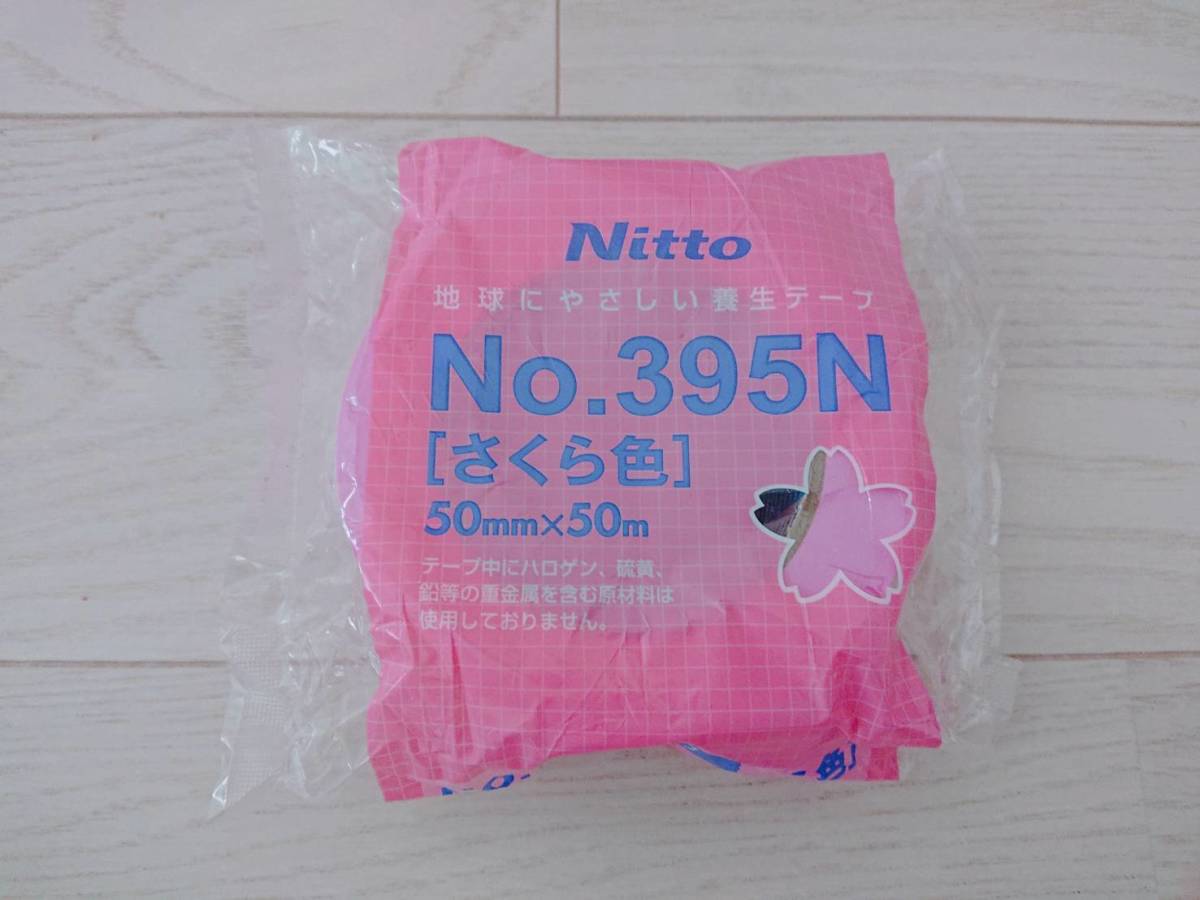 Nitto
地球にやさしい養生テープ
No.395N
[さくら色]
50mm×50m
テープ中にハロゲン、硫黄、
鉛等の重金属を含む原材料は
使用しておりません。
色]